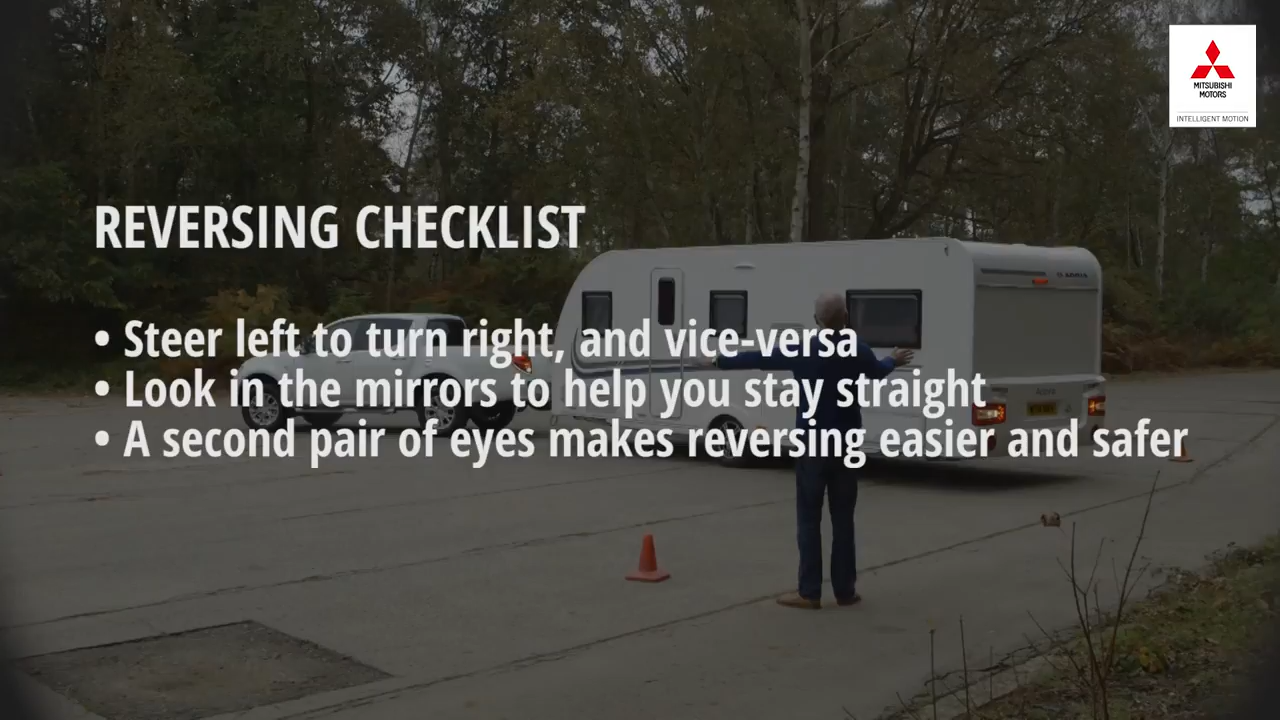 MITSUBISHI
MOTORS
INTELLIGENT MOTION
REVERSING CHECKLIST
• Steer left to turn right, and vice-versa
• Look in the mirrors to help you stay straight
• A second pair of eyes makes reversing easier and safer